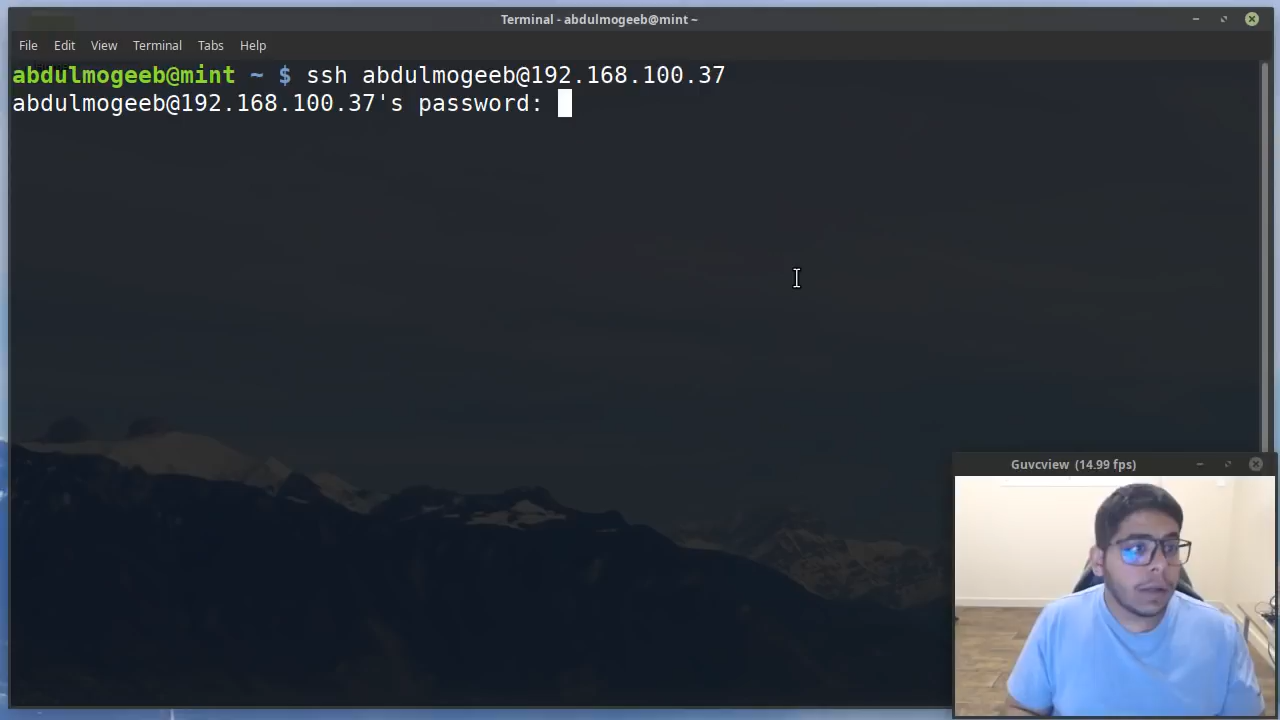 Terminal - abdulmogeeb@mint ~
File Edit View Terminal Tabs Help
abdulmogeeb@mint ~ $ ssh abdulmogeeb@192.168.100.37
abdulmogeeb@192.168.100.37's password:
Guvcview (14.99 fps)